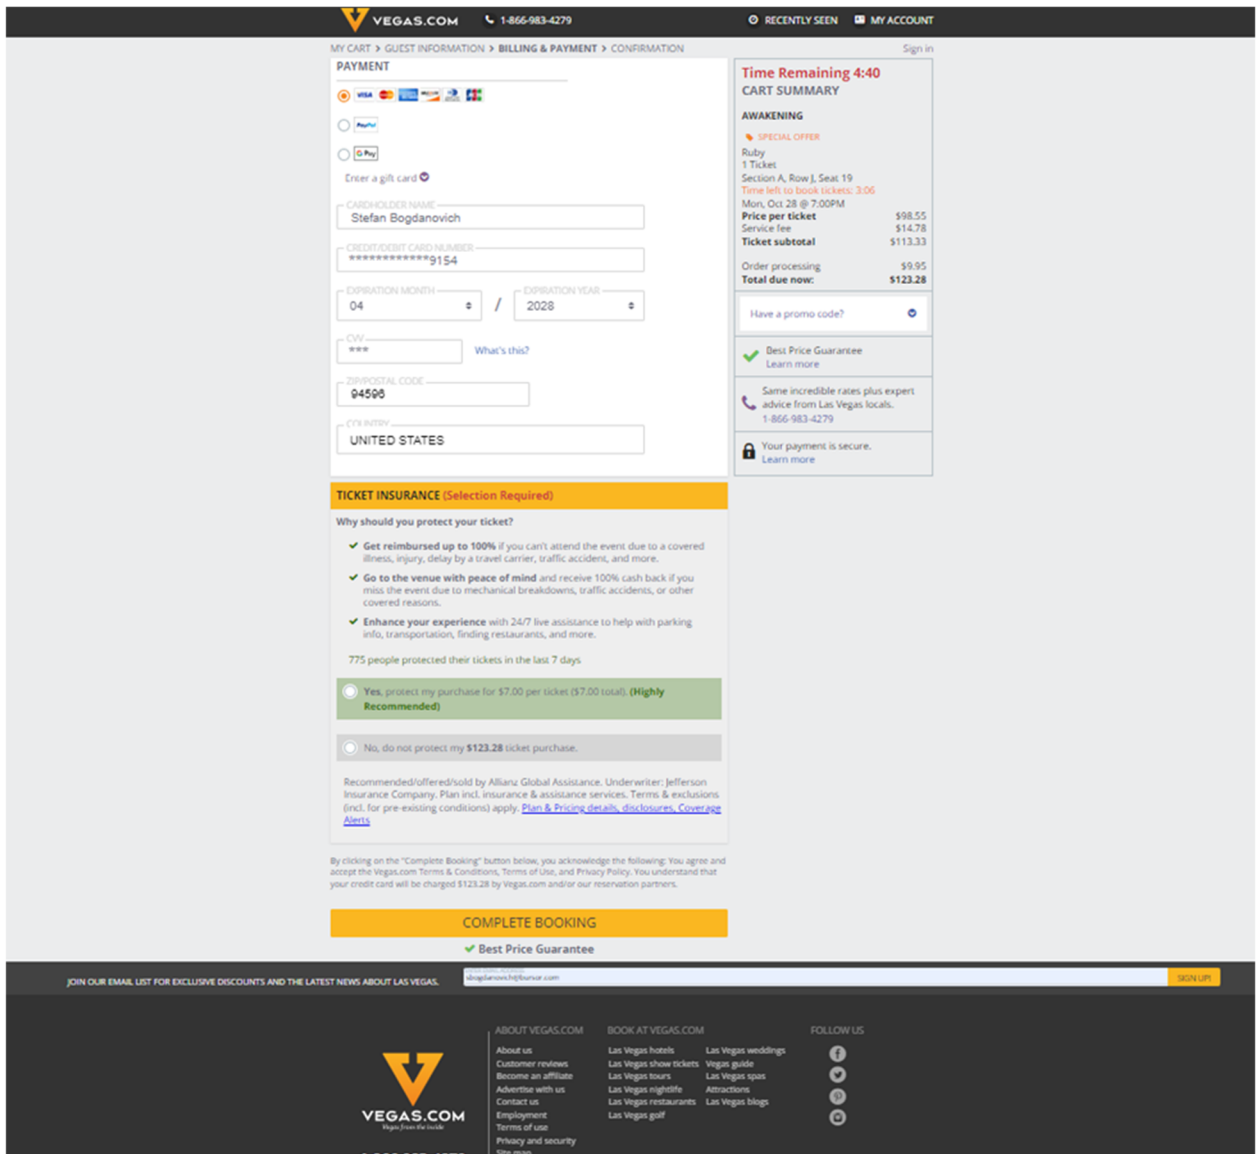 VEGAS.COM 1-866-983-4279 RECENTLY SEEN MY ACCOUNT
MY CART > GUEST INFORMATION > BILLING & PAYMENT > CONFIRMATION Sign in
PAYMENT
VISA
PayPal
G Pay
Enter a gift card
CARDHOLDER NAME
Stefan Bogdanovich
CREDIT/DEBIT CARD NUMBER
************9154
EXPIRATION MONTH EXPIRATION YEAR
04 / 2028
CVV
*** What's this?
ZIP/POSTAL CODE
94596
COUNTRY
UNITED STATES
Time Remaining 4:40
CART SUMMARY
AWAKENING
SPECIAL OFFER
Ruby
1 Ticket
Section A, Row J, Seat 19
Time left to book tickets: 3:06
Mon, Oct 28 @ 7:00PM
Price per ticket $98.55
Service fee $14.78
Ticket subtotal $113.33
Order processing $9.95
Total due now: $123.28
Have a promo code?
Best Price Guarantee
Learn more
Same incredible rates plus expert
advice from Las Vegas locals.
1-866-983-4279
Your payment is secure.
Learn more
TICKET INSURANCE (Selection Required)
Why should you protect your ticket?
Get reimbursed up to 100% if you can't attend the event due to a covered
illness, injury, delay by a travel carrier, traffic accident, and more.
Go to the venue with peace of mind and receive 100% cash back if you
miss the event due to mechanical breakdowns, traffic accidents, or other
covered reasons.
Enhance your experience with 24/7 live assistance to help with parking
info, transportation, finding restaurants, and more.
775 people protected their tickets in the last 7 days
Yes, protect my purchase for $7.00 per ticket ($7.00 total). (Highly
Recommended)
No, do not protect my $123.28 ticket purchase.
Recommended/offered/sold by Allianz Global Assistance. Underwriter: Jefferson
Insurance Company. Plan incl. insurance & assistance services. Terms & exclusions
(incl. for pre-existing conditions) apply. Plan & Pricing details, disclosures, Coverage
Alerts
By clicking on the "Complete Booking" button below, you acknowledge the following: You agree and
accept the Vegas.com Terms & Conditions, Terms of Use, and Privacy Policy. You understand that
your credit card will be charged $123.28 by Vegas.com and/or our reservation partners.
COMPLETE BOOKING
Best Price Guarantee
JOIN OUR EMAIL LIST FOR EXCLUSIVE DISCOUNTS AND THE LATEST NEWS ABOUT LAS VEGAS.
sbogdanovich@bursor.com
SIGN UP!
VEGAS.COM
Vegas from the inside
ABOUT VEGAS.COM
About us
Customer reviews
Become an affiliate
Advertise with us
Contact us
Employment
Terms of use
Privacy and security
Site map
BOOK AT VEGAS.COM
Las Vegas hotels
Las Vegas show tickets
Las Vegas tours
Las Vegas nightlife
Las Vegas restaurants
Las Vegas golf
Las Vegas weddings
Vegas guide
Las Vegas spas
Attractions
Las Vegas blogs
FOLLOW US